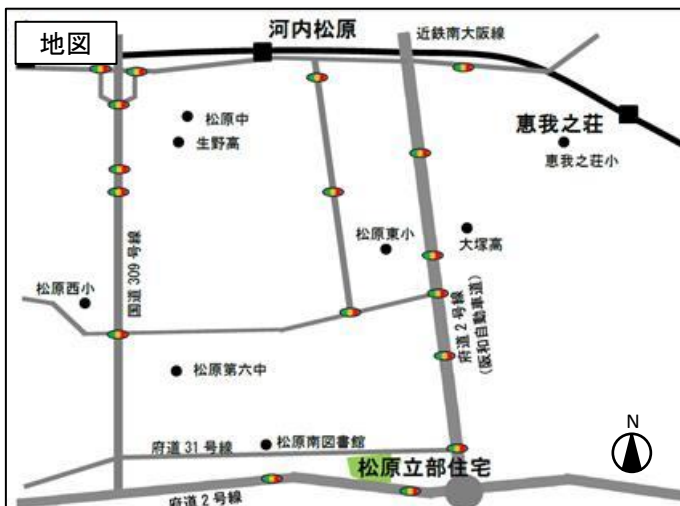 地図
河内松原
近鉄南大阪線
松原中
生野高
恵我之荘
恵我之荘小
松原東小
大塚高
国道309号線
松原西小
府道2号線
(阪和自動車道)
松原第六中
府道31号線
松原南図書館
松原立部住宅
府道2号線
N